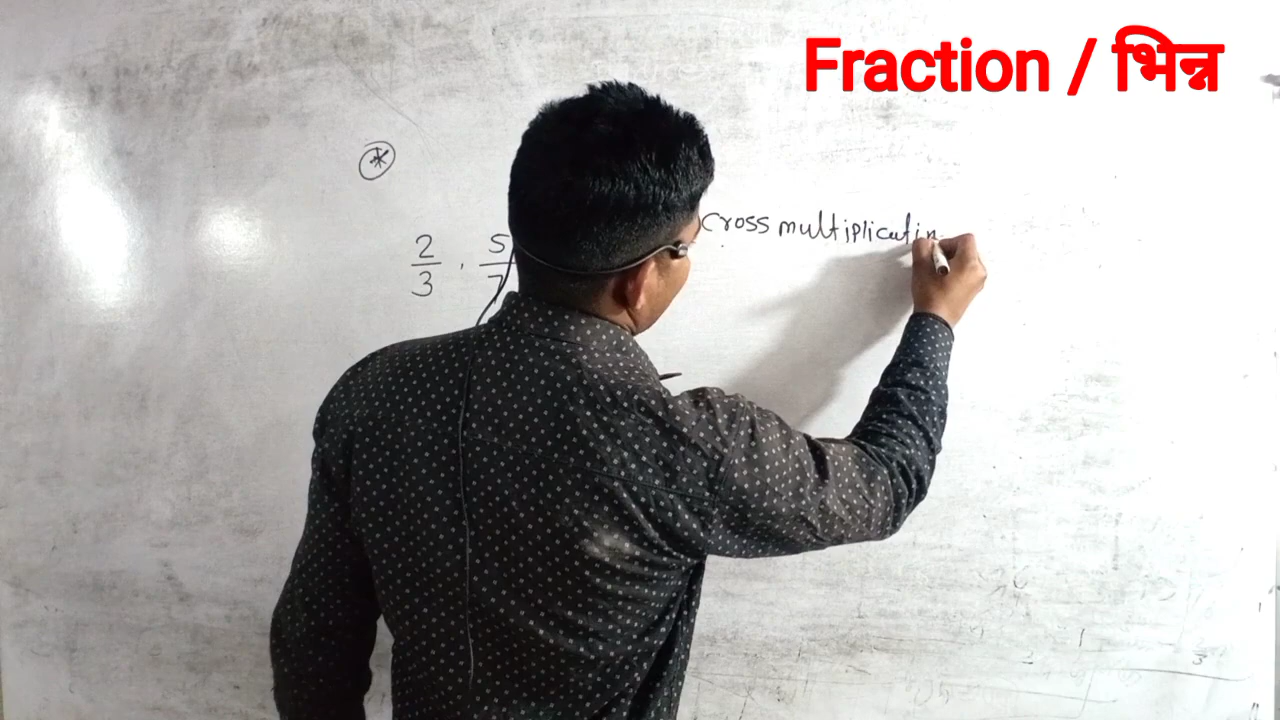 Fraction / भिन्न
*
cross multiplicatin
2/3 , 5/7